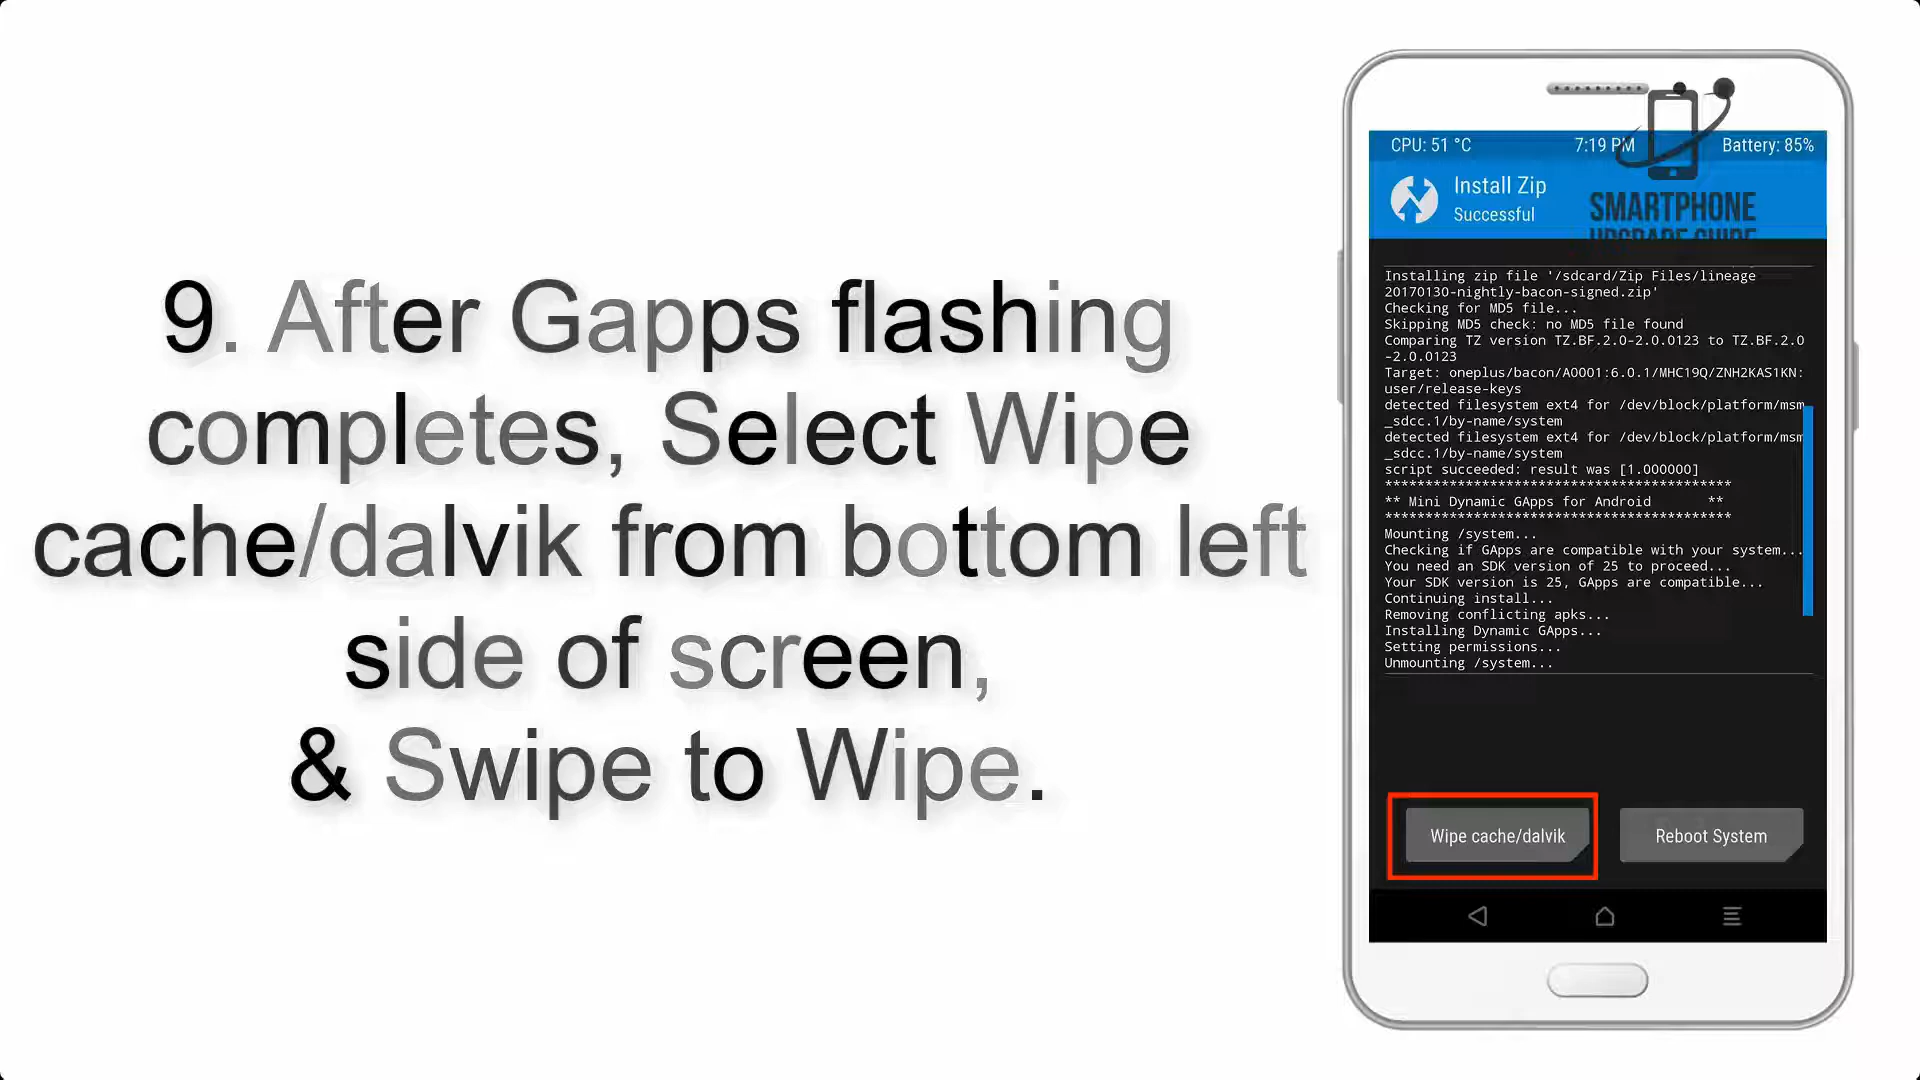 9. After Gapps flashing
completes, Select Wipe
cache/dalvik from bottom left
side of screen,
& Swipe to Wipe.
CPU: 51 °C 7:19 PM Battery: 85%
Install Zip
Successful
SMARTPHONE
UPGRADE GUIDE
Installing zip file '/sdcard/Zip Files/lineage
20170130-nightly-bacon-signed.zip'
Checking for MD5 file...
Skipping MD5 check: no MD5 file found
Comparing TZ version TZ.BF.2.0-2.0.0123 to TZ.BF.2.0
-2.0.0123
Target: oneplus/bacon/A0001:6.0.1/MHC19Q/ZNH2KAS1KN:
user/release-keys
detected filesystem ext4 for /dev/block/platform/msm
_sdcc.1/by-name/system
detected filesystem ext4 for /dev/block/platform/msm
_sdcc.1/by-name/system
script succeeded: result was [1.000000]
*******************************************
** Mini Dynamic GApps for Android       **
*******************************************
Mounting /system...
Checking if GApps are compatible with your system...
You need an SDK version of 25 to proceed...
Your SDK version is 25, GApps are compatible...
Continuing install...
Removing conflicting apks...
Installing Dynamic GApps...
Setting permissions...
Unmounting /system...
Wipe cache/dalvik Reboot System